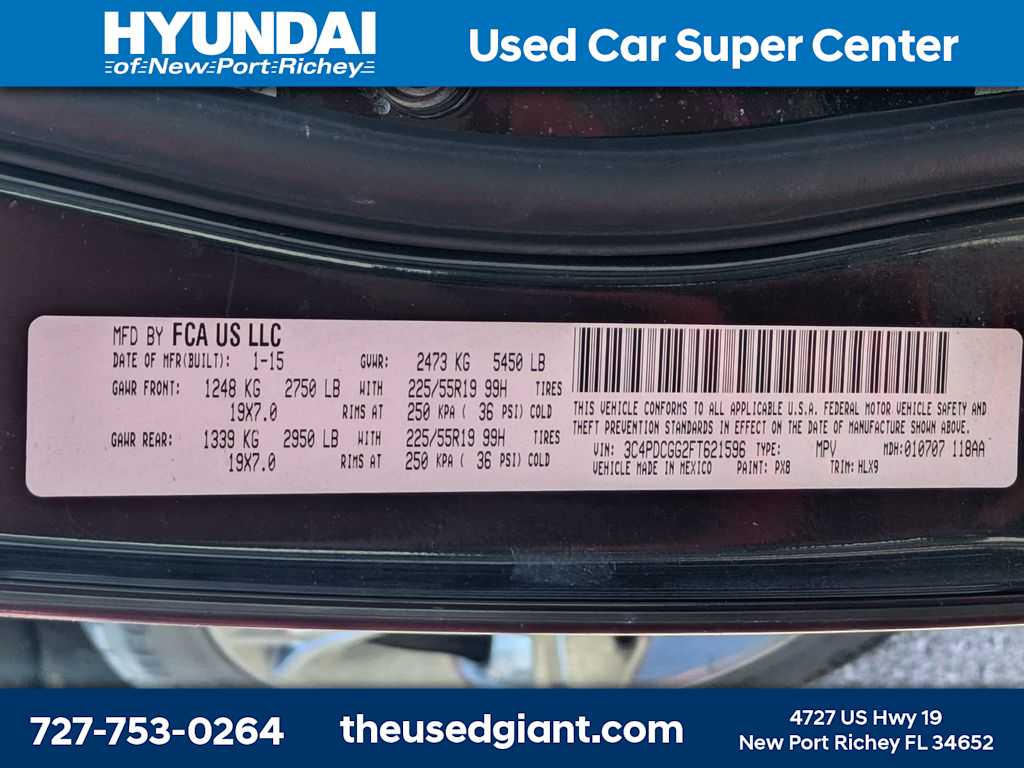 HYUNDAI
of New Port Richey
Used Car Super Center
MFD BY FCA US LLC
DATE OF MFR(BUILT): 1-15 GVWR: 2473 KG 5450 LB
GAWR FRONT: 1248 KG 2750 LB WITH 225/55R19 99H TIRES
19X7.0 RIMS AT 250 KPA ( 36 PSI) COLD
GAWR REAR: 1339 KG 2950 LB WITH 225/55R19 99H TIRES
19X7.0 RIMS AT 250 KPA ( 36 PSI) COLD
THIS VEHICLE CONFORMS TO ALL APPLICABLE U.S.A. FEDERAL MOTOR VEHICLE SAFETY AND
THEFT PREVENTION STANDARDS IN EFFECT ON THE DATE OF MANUFACTURE SHOWN ABOVE.
VIN: 3C4PDCGG2FT621596 TYPE: MPV MDH: 010707 118AA
VEHICLE MADE IN MEXICO PAINT: PX8 TRIM: HLX9
727-753-0264
theusedgiant.com
4727 US Hwy 19
New Port Richey FL 34652